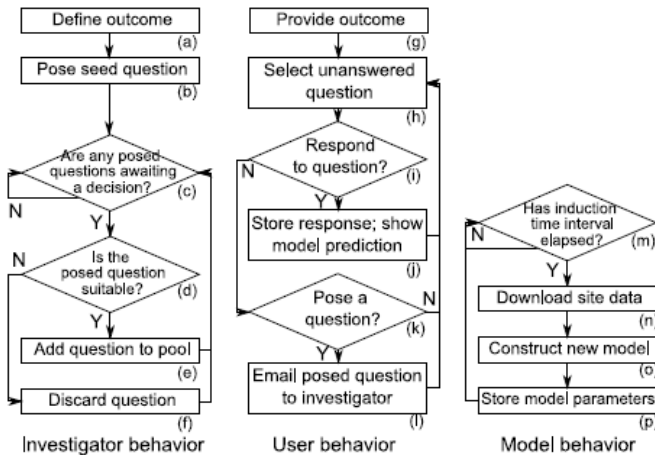 Define outcome
(a)
Pose seed question
(b)
Are any posed
questions awaiting
a decision?
(c)
N
Y
Is the
posed question
suitable?
(d)
N
Y
Add question to pool
(e)
Discard question
(f)
Investigator behavior
Provide outcome
(g)
Select unanswered
question
(h)
Respond
to question?
(i)
N
Y
Store response; show
model prediction
(j)
Pose a
question?
(k)
N
Y
Email posed question
to investigator
(l)
User behavior
Has induction
time interval
elapsed?
(m)
N
Y
Download site data
(n)
Construct new model
(o)
Store model parameters
(p)
Model behavior